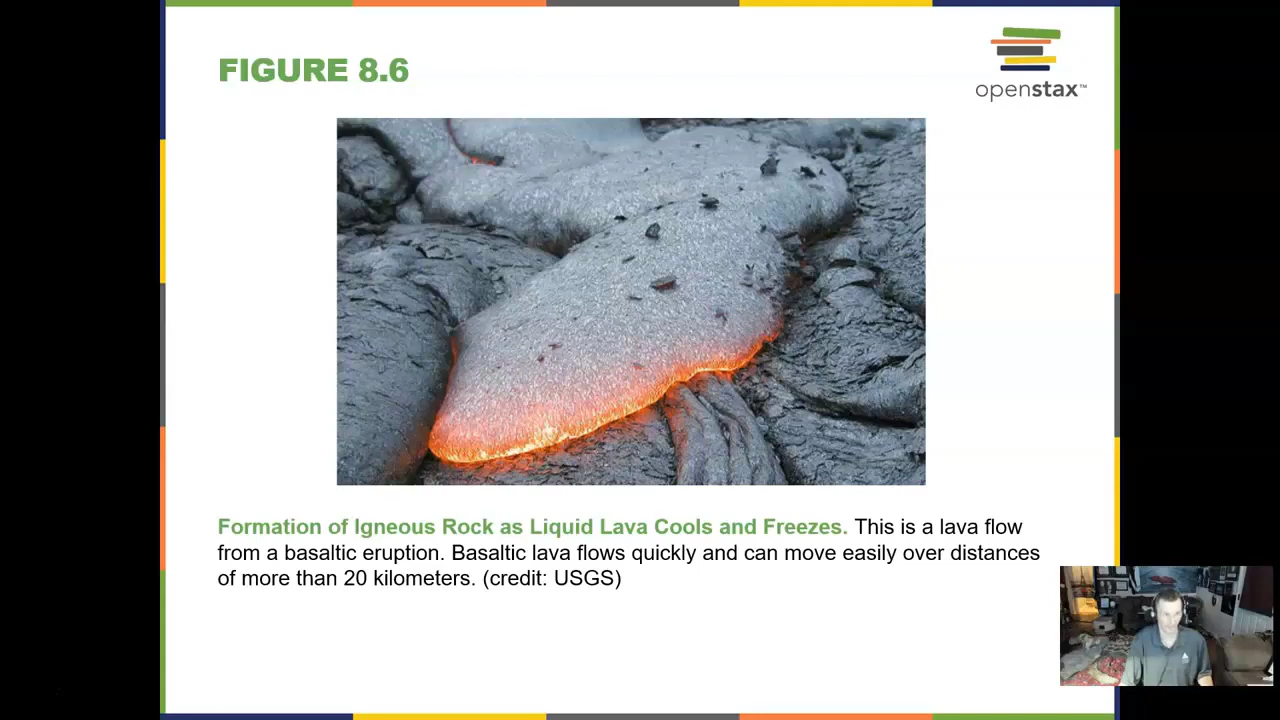 FIGURE 8.6
openstax™
Formation of Igneous Rock as Liquid Lava Cools and Freezes. This is a lava flow
from a basaltic eruption. Basaltic lava flows quickly and can move easily over distances
of more than 20 kilometers. (credit: USGS)